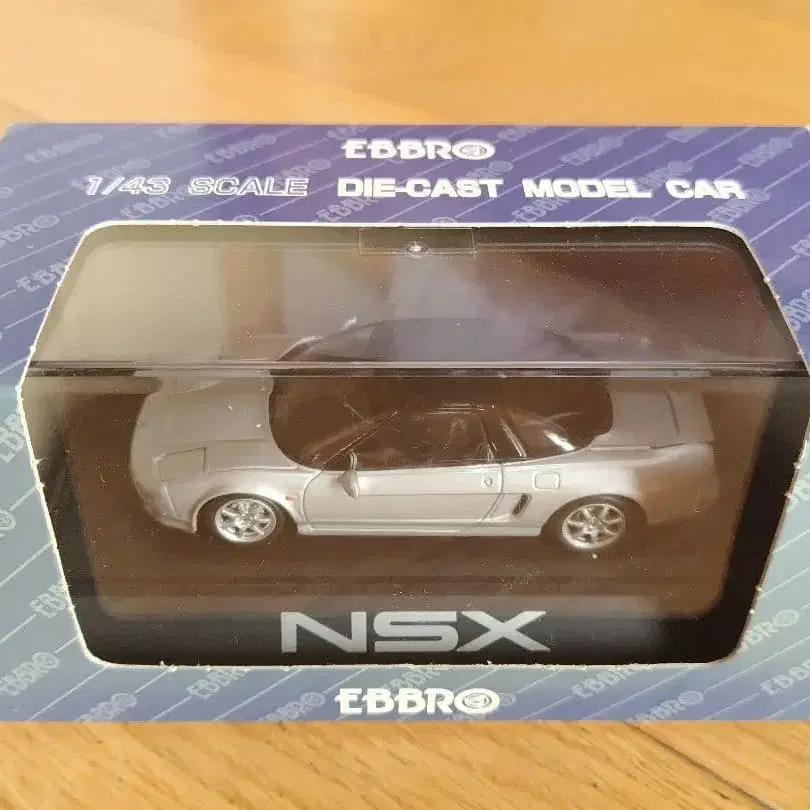 EBBRO
1/43 SCALE DIE-CAST MODEL CAR
NSX
EBBRO